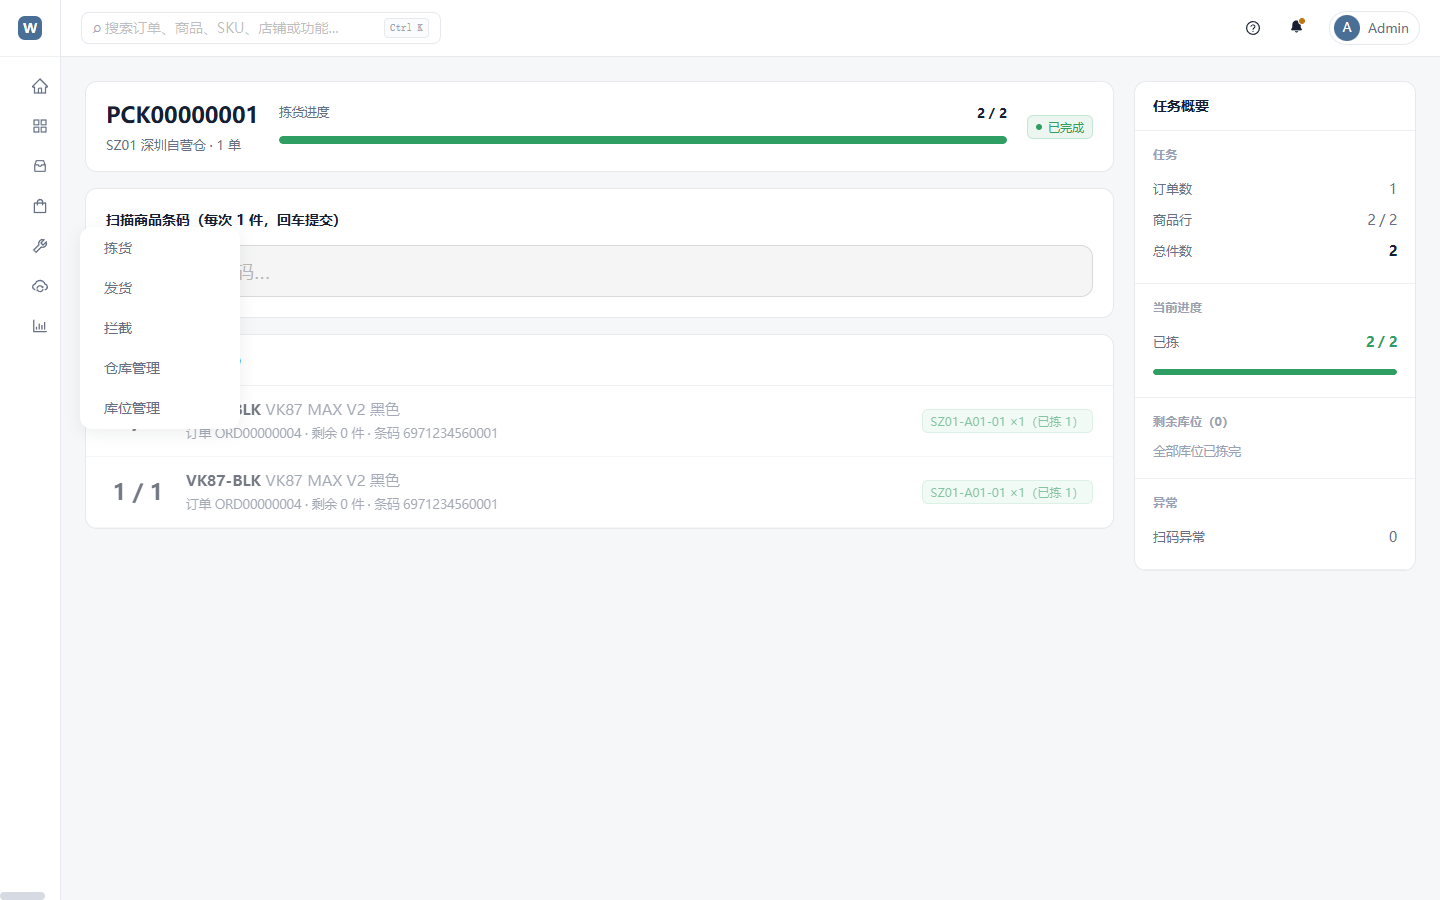 W
搜索订单、商品、SKU、店铺或功能... Ctrl K
A Admin
PCK00000001
SZ01 深圳自营仓 · 1 单
拣货进度
2 / 2
已完成
扫描商品条码（每次 1 件，回车提交）
码...
拣货
发货
拦截
仓库管理
库位管理
BLK VK87 MAX V2 黑色
订单 ORD00000004 · 剩余 0 件 · 条码 6971234560001
SZ01-A01-01 ×1（已拣 1）
1 / 1
VK87-BLK VK87 MAX V2 黑色
订单 ORD00000004 · 剩余 0 件 · 条码 6971234560001
SZ01-A01-01 ×1（已拣 1）
任务概要
任务
订单数 1
商品行 2 / 2
总件数 2
当前进度
已拣 2 / 2
剩余库位（0）
全部库位已拣完
异常
扫码异常 0